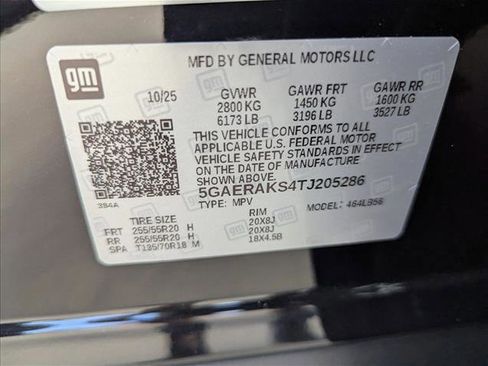 gm
MFD BY GENERAL MOTORS LLC
10/25 GVWR GAWR FRT GAWR RR
2800 KG 1450 KG 1600 KG
6173 LB 3196 LB 3527 LB
THIS VEHICLE CONFORMS TO ALL
APPLICABLE U.S. FEDERAL MOTOR
VEHICLE SAFETY STANDARDS IN EFFECT
ON THE DATE OF MANUFACTURE
SHOWN ABOVE.
5GAERAKS4TJ205286
TYPE: MPV MODEL: 464LB56
384A
TIRE SIZE RIM
FRT 255/55R20 H 20X8J
RR 255/55R20 H 20X8J
SPA T135/70R18 M 18X4.5B